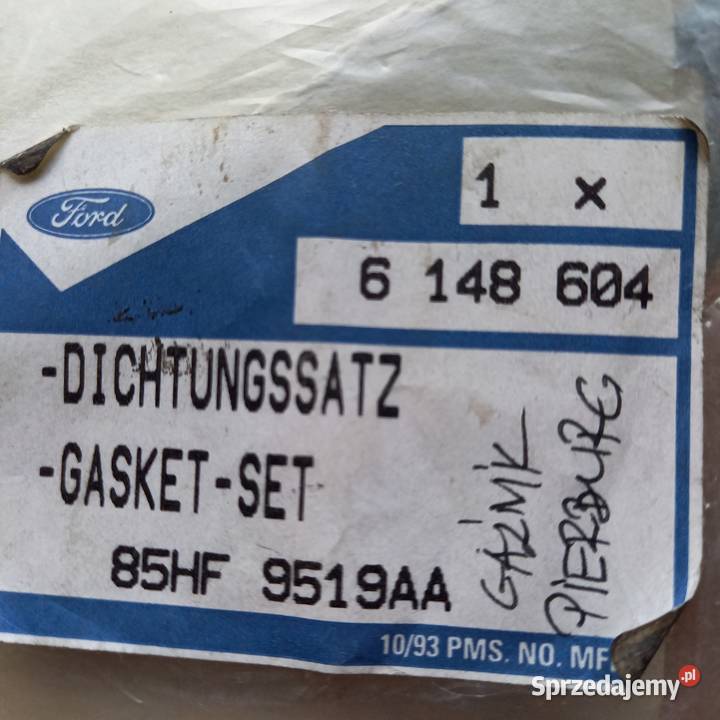 Ford
1 x
6 148 604
-DICHTUNGSSATZ
-GASKET-SET
85HF 9519AA
GAŹNIK
PIERBURG
10/93 PMS. NO. MF
Sprzedajemy.pl